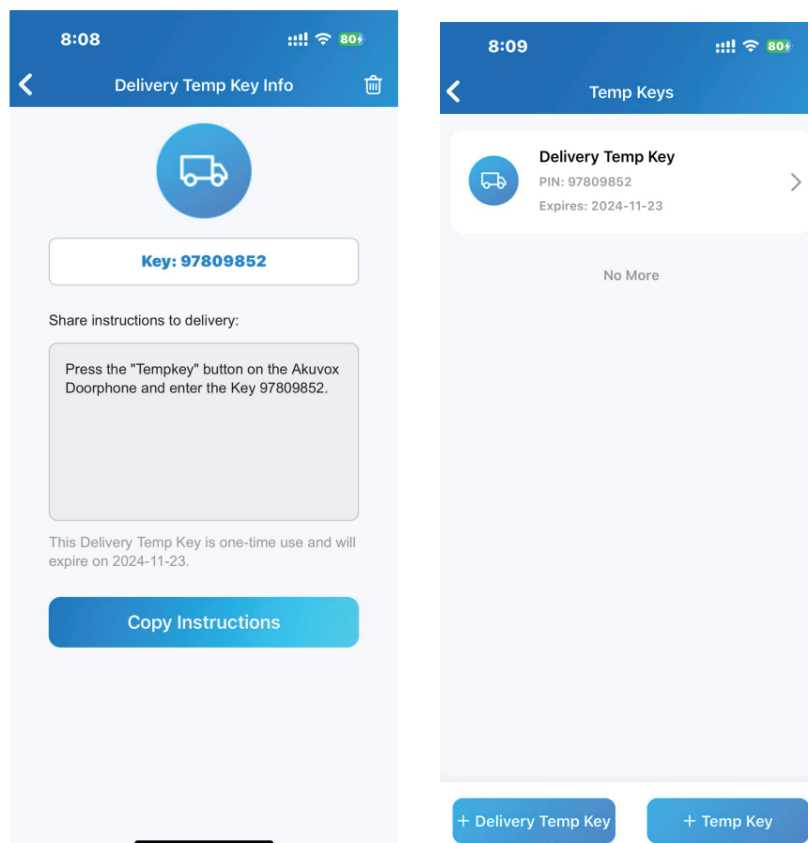 8:08
80
Delivery Temp Key Info
Key: 97809852
Share instructions to delivery:
Press the "Tempkey" button on the Akuvox
Doorphone and enter the Key 97809852.
This Delivery Temp Key is one-time use and will
expire on 2024-11-23.
Copy Instructions
8:09
80
Temp Keys
Delivery Temp Key
PIN: 97809852
Expires: 2024-11-23
No More
+ Delivery Temp Key
+ Temp Key